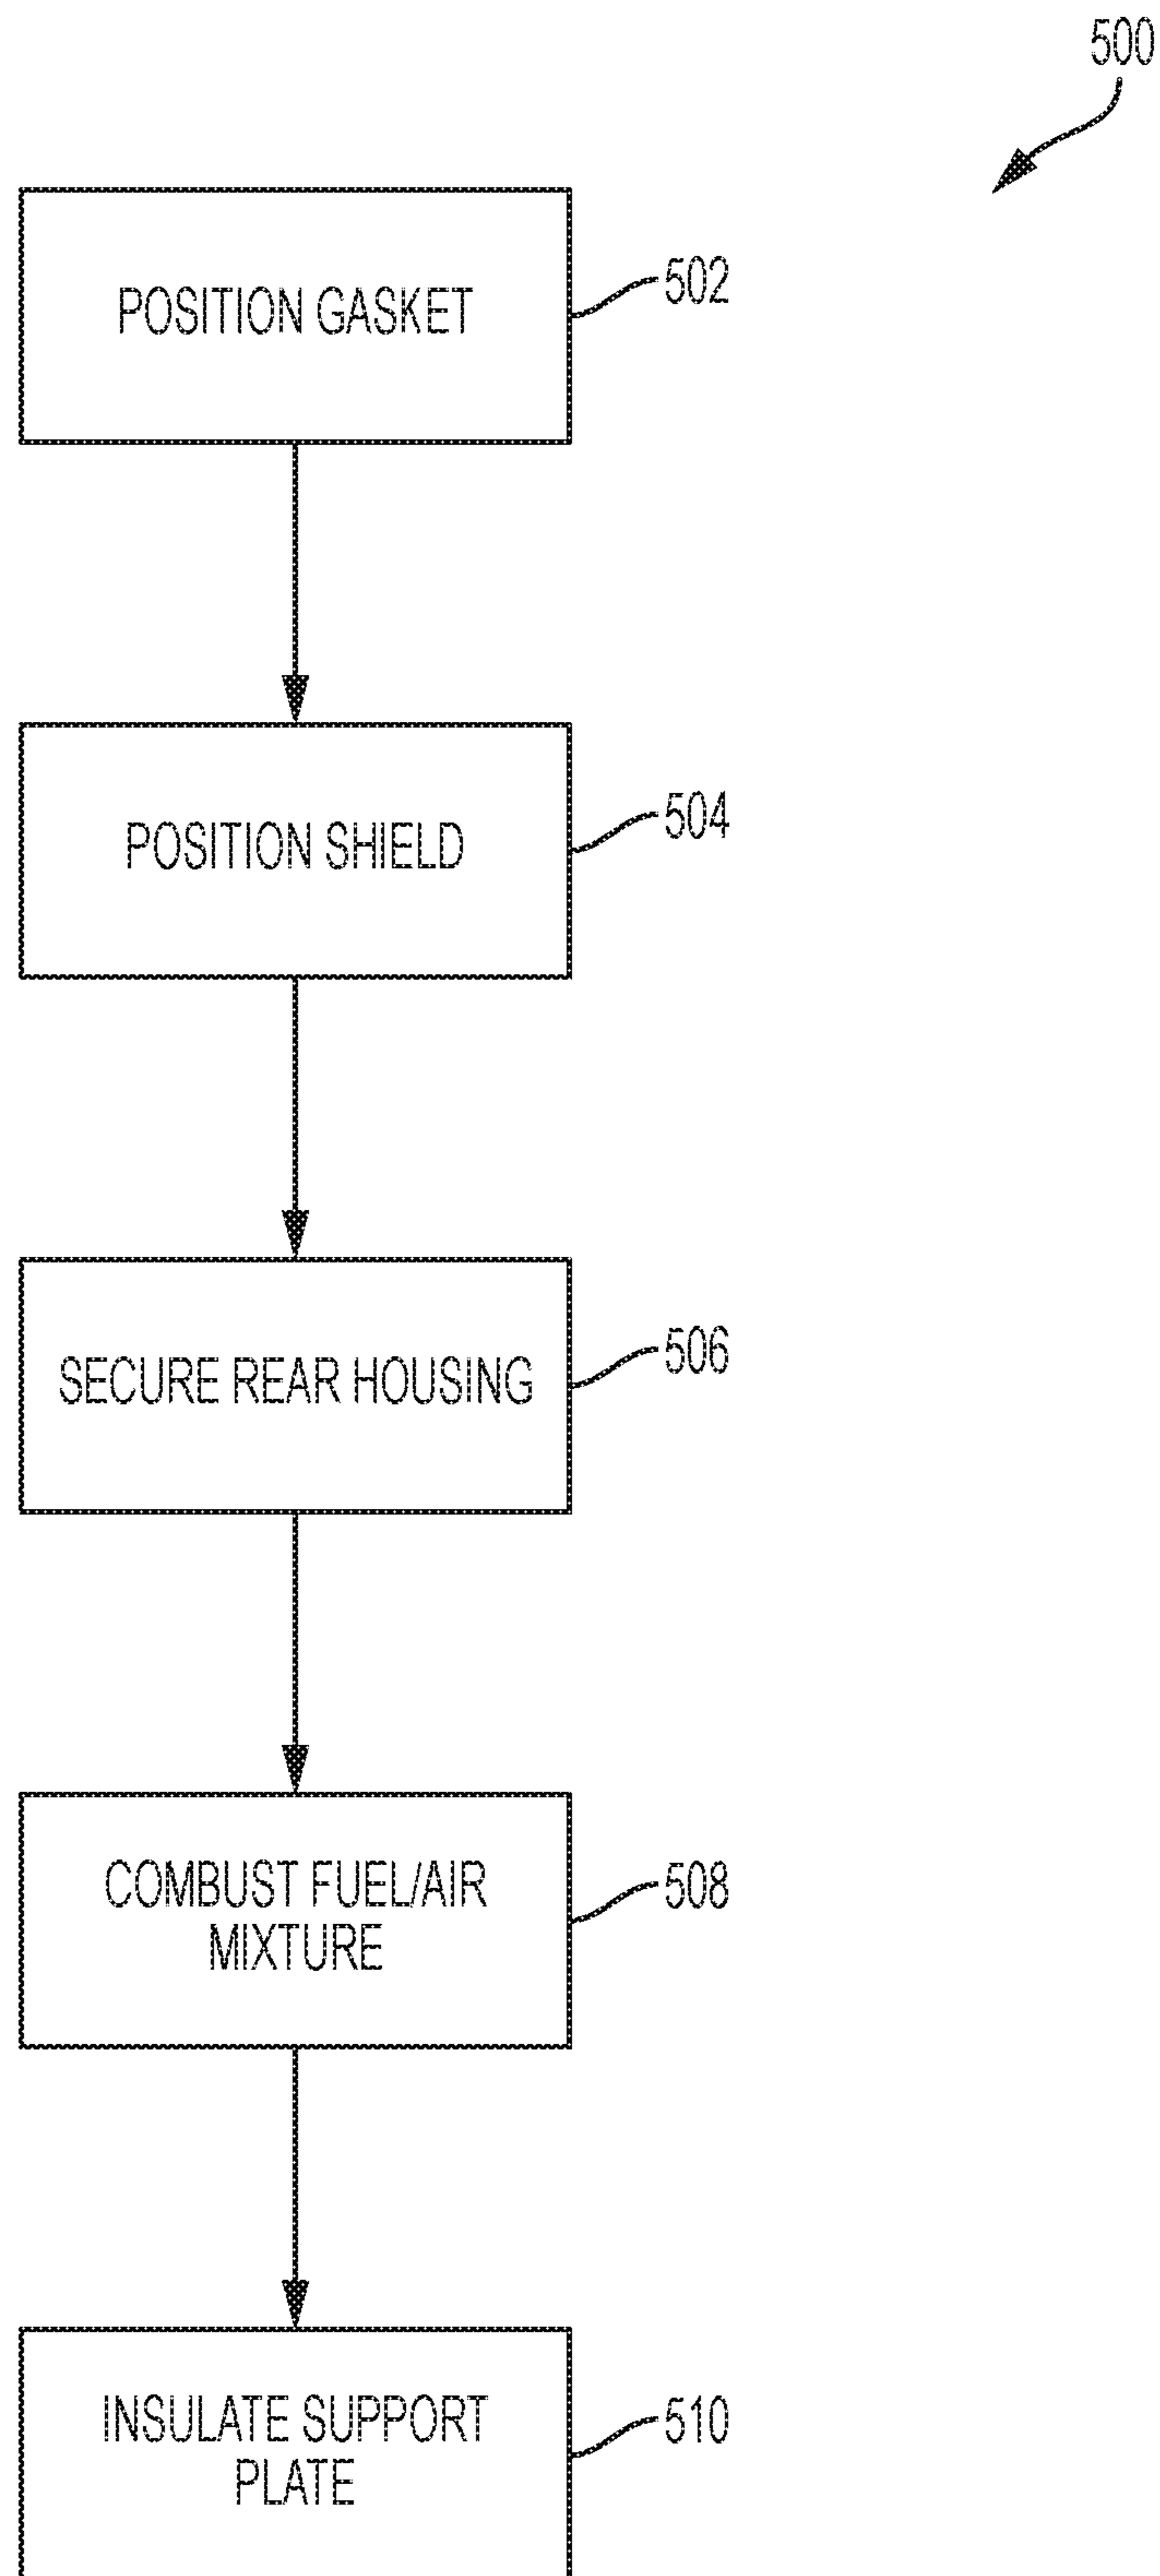 500
POSITION GASKET
502
POSITION SHIELD
504
SECURE REAR HOUSING
506
COMBUST FUEL/AIR
MIXTURE
508
INSULATE SUPPORT
PLATE
510